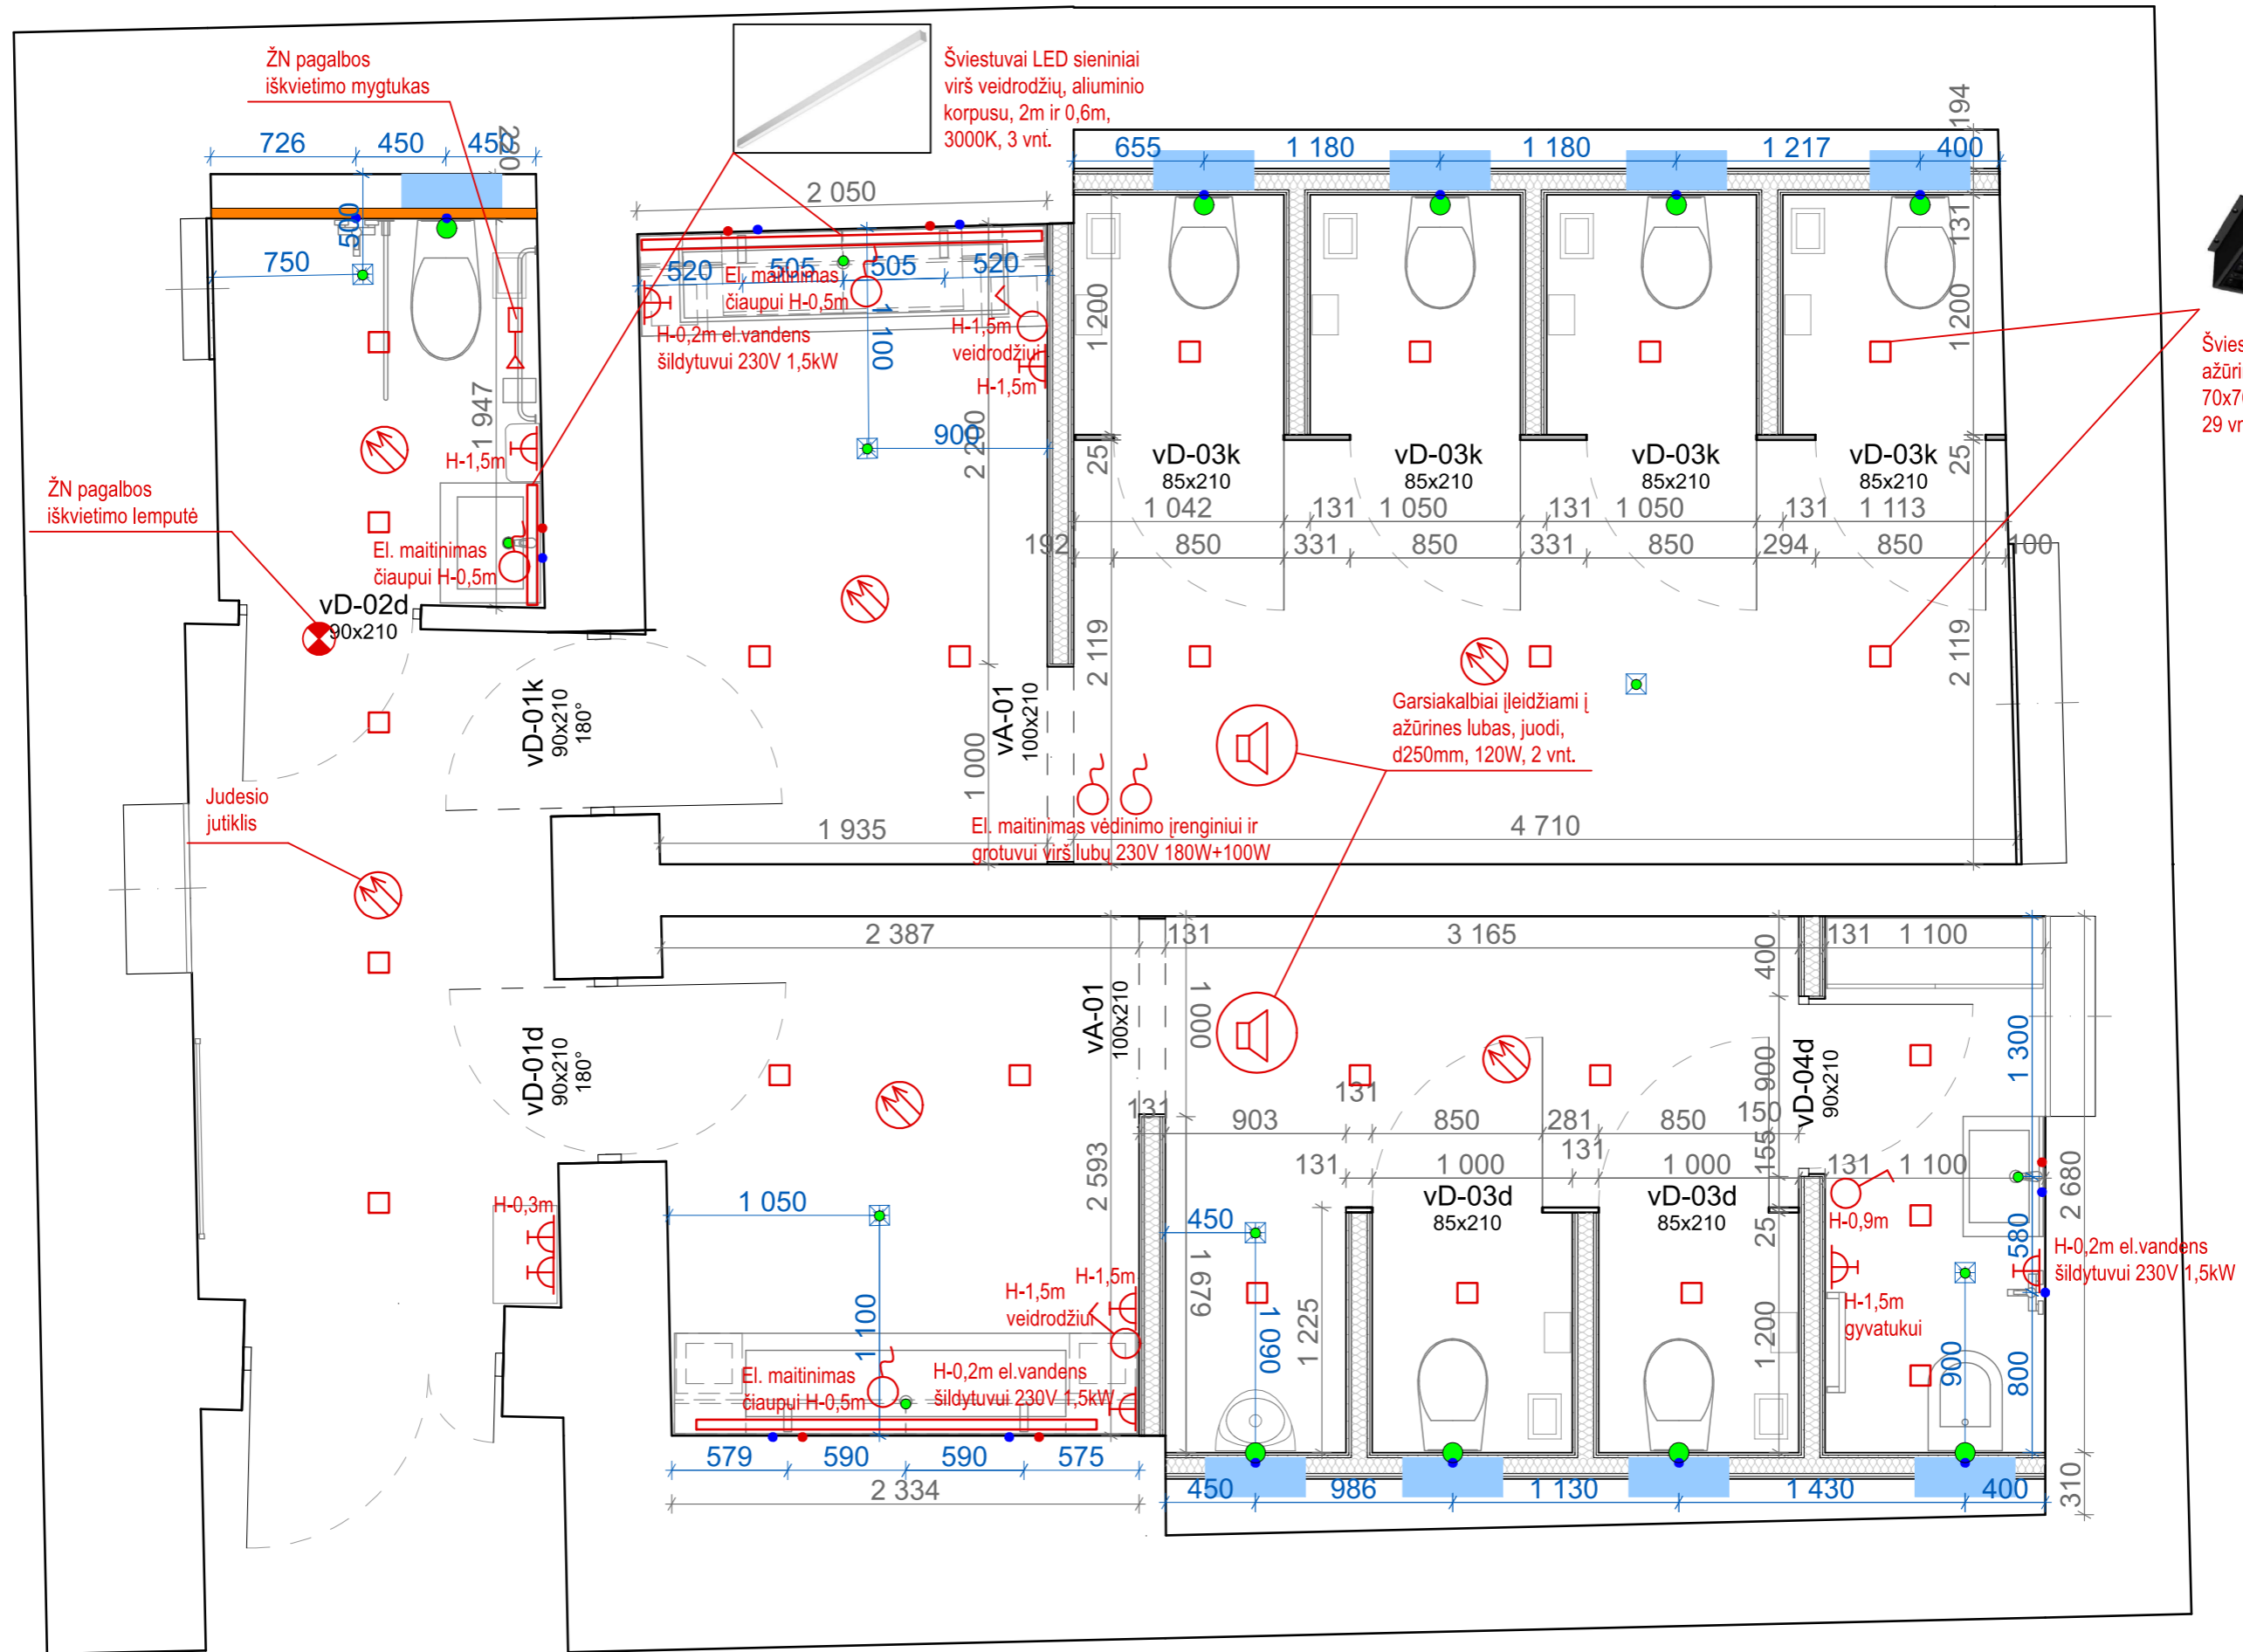 ŽN pagalbos
iškvietimo mygtukas
Šviestuvai LED sieniniai
virš veidrodžių, aliuminio
korpusu, 2m ir 0,6m,
3000K, 3 vnt.
726
450
450
220
500
750
1 947
H-1,5m
ŽN pagalbos
iškvietimo lemputė
El. maitinimas
čiaupui H-0,5m
vD-02d
90x210
2 050
520
505
505
520
El. maitinimas
čiaupui H-0,5m
H-0,2m el.vandens
šildytuvui 230V 1,5kW
1 100
H-1,5m
veidrodžiui
H-1,5m
900
2 200
655
1 180
1 180
1 217
400
194
131
1 200
1 200
25
25
vD-03k
85x210
vD-03k
85x210
vD-03k
85x210
vD-03k
85x210
1 042
131
1 050
131
1 050
131
1 113
192
850
331
850
331
850
294
850
100
2 119
2 119
29
vD-01k
90x210
180°
vA-01
100x210
1 000
Garsiakalbiai įleidžiami į
ažūrines lubas, juodi,
d250mm, 120W, 2 vnt.
Judesio
jutiklis
1 935
El. maitinimas vėdinimo įrenginiui ir
grotuvui virš lubų 230V 180W+100W
4 710
2 387
131
3 165
131
1 100
400
vD-01d
90x210
180°
vA-01
100x210
1 000
900
vD-04d
90x210
1 300
131
903
131
850
281
850
150
155
131
1 000
131
1 000
131
1 100
2 593
2 680
vD-03d
85x210
vD-03d
85x210
25
H-0,3m
1 050
450
H-0,9m
580
H-0,2m el.vandens
šildytuvui 230V 1,5kW
H-1,5m
H-1,5m
veidrodžiui
1 679
1 090
1 225
1 200
H-1,5m
gyvatukui
900
800
1 100
El. maitinimas
čiaupui H-0,5m
H-0,2m el.vandens
šildytuvui 230V 1,5kW
579
590
590
575
2 334
450
986
1 130
1 430
400
310